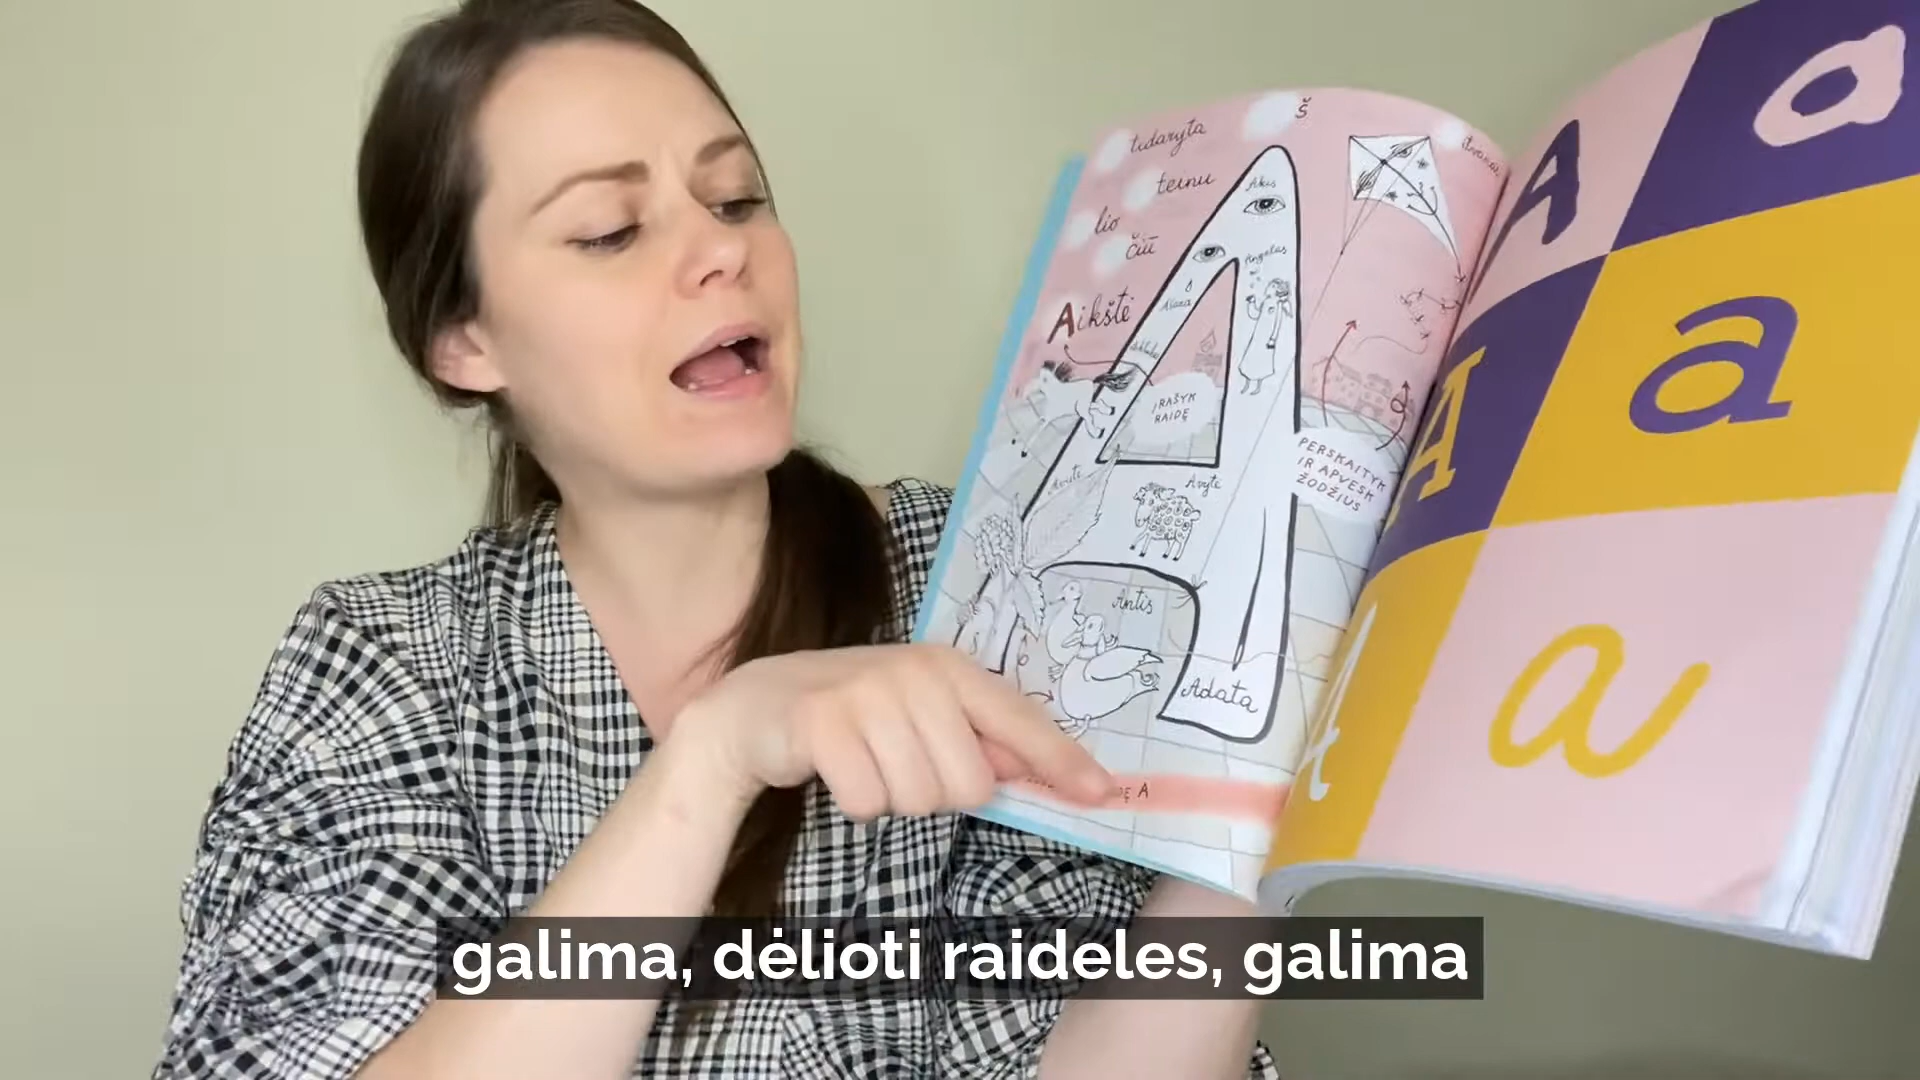 Š
tidaryta
teinu
lio
čiū
Aikštė
Akis
Angelas
ĮRAŠYK
RAIDĘ
PERSKAITYK
IR APVESK
ŽODŽIUS
Avytė
Antis
Adata
A
A a
A a
A a
galima, dėlioti raideles, galima